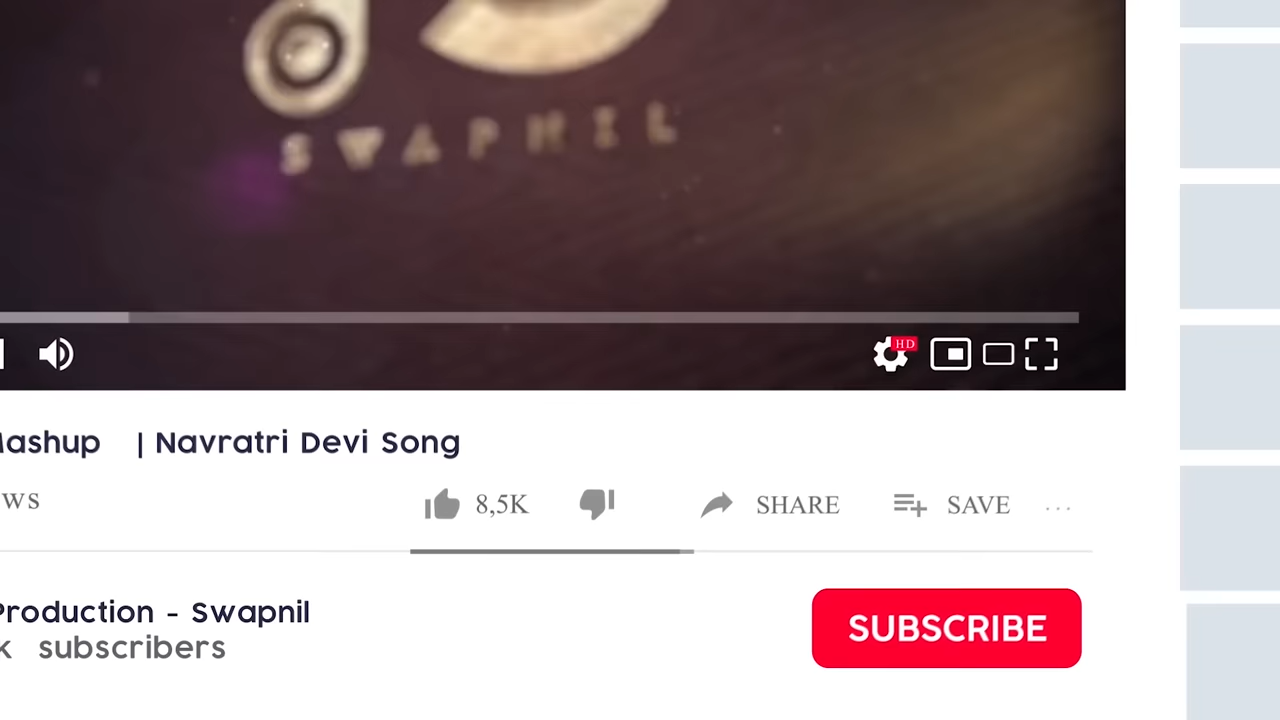 SWAPNIL
HD
Mashup | Navratri Devi Song
WS
8,5K
SHARE
SAVE
...
Production - Swapnil
k subscribers
SUBSCRIBE